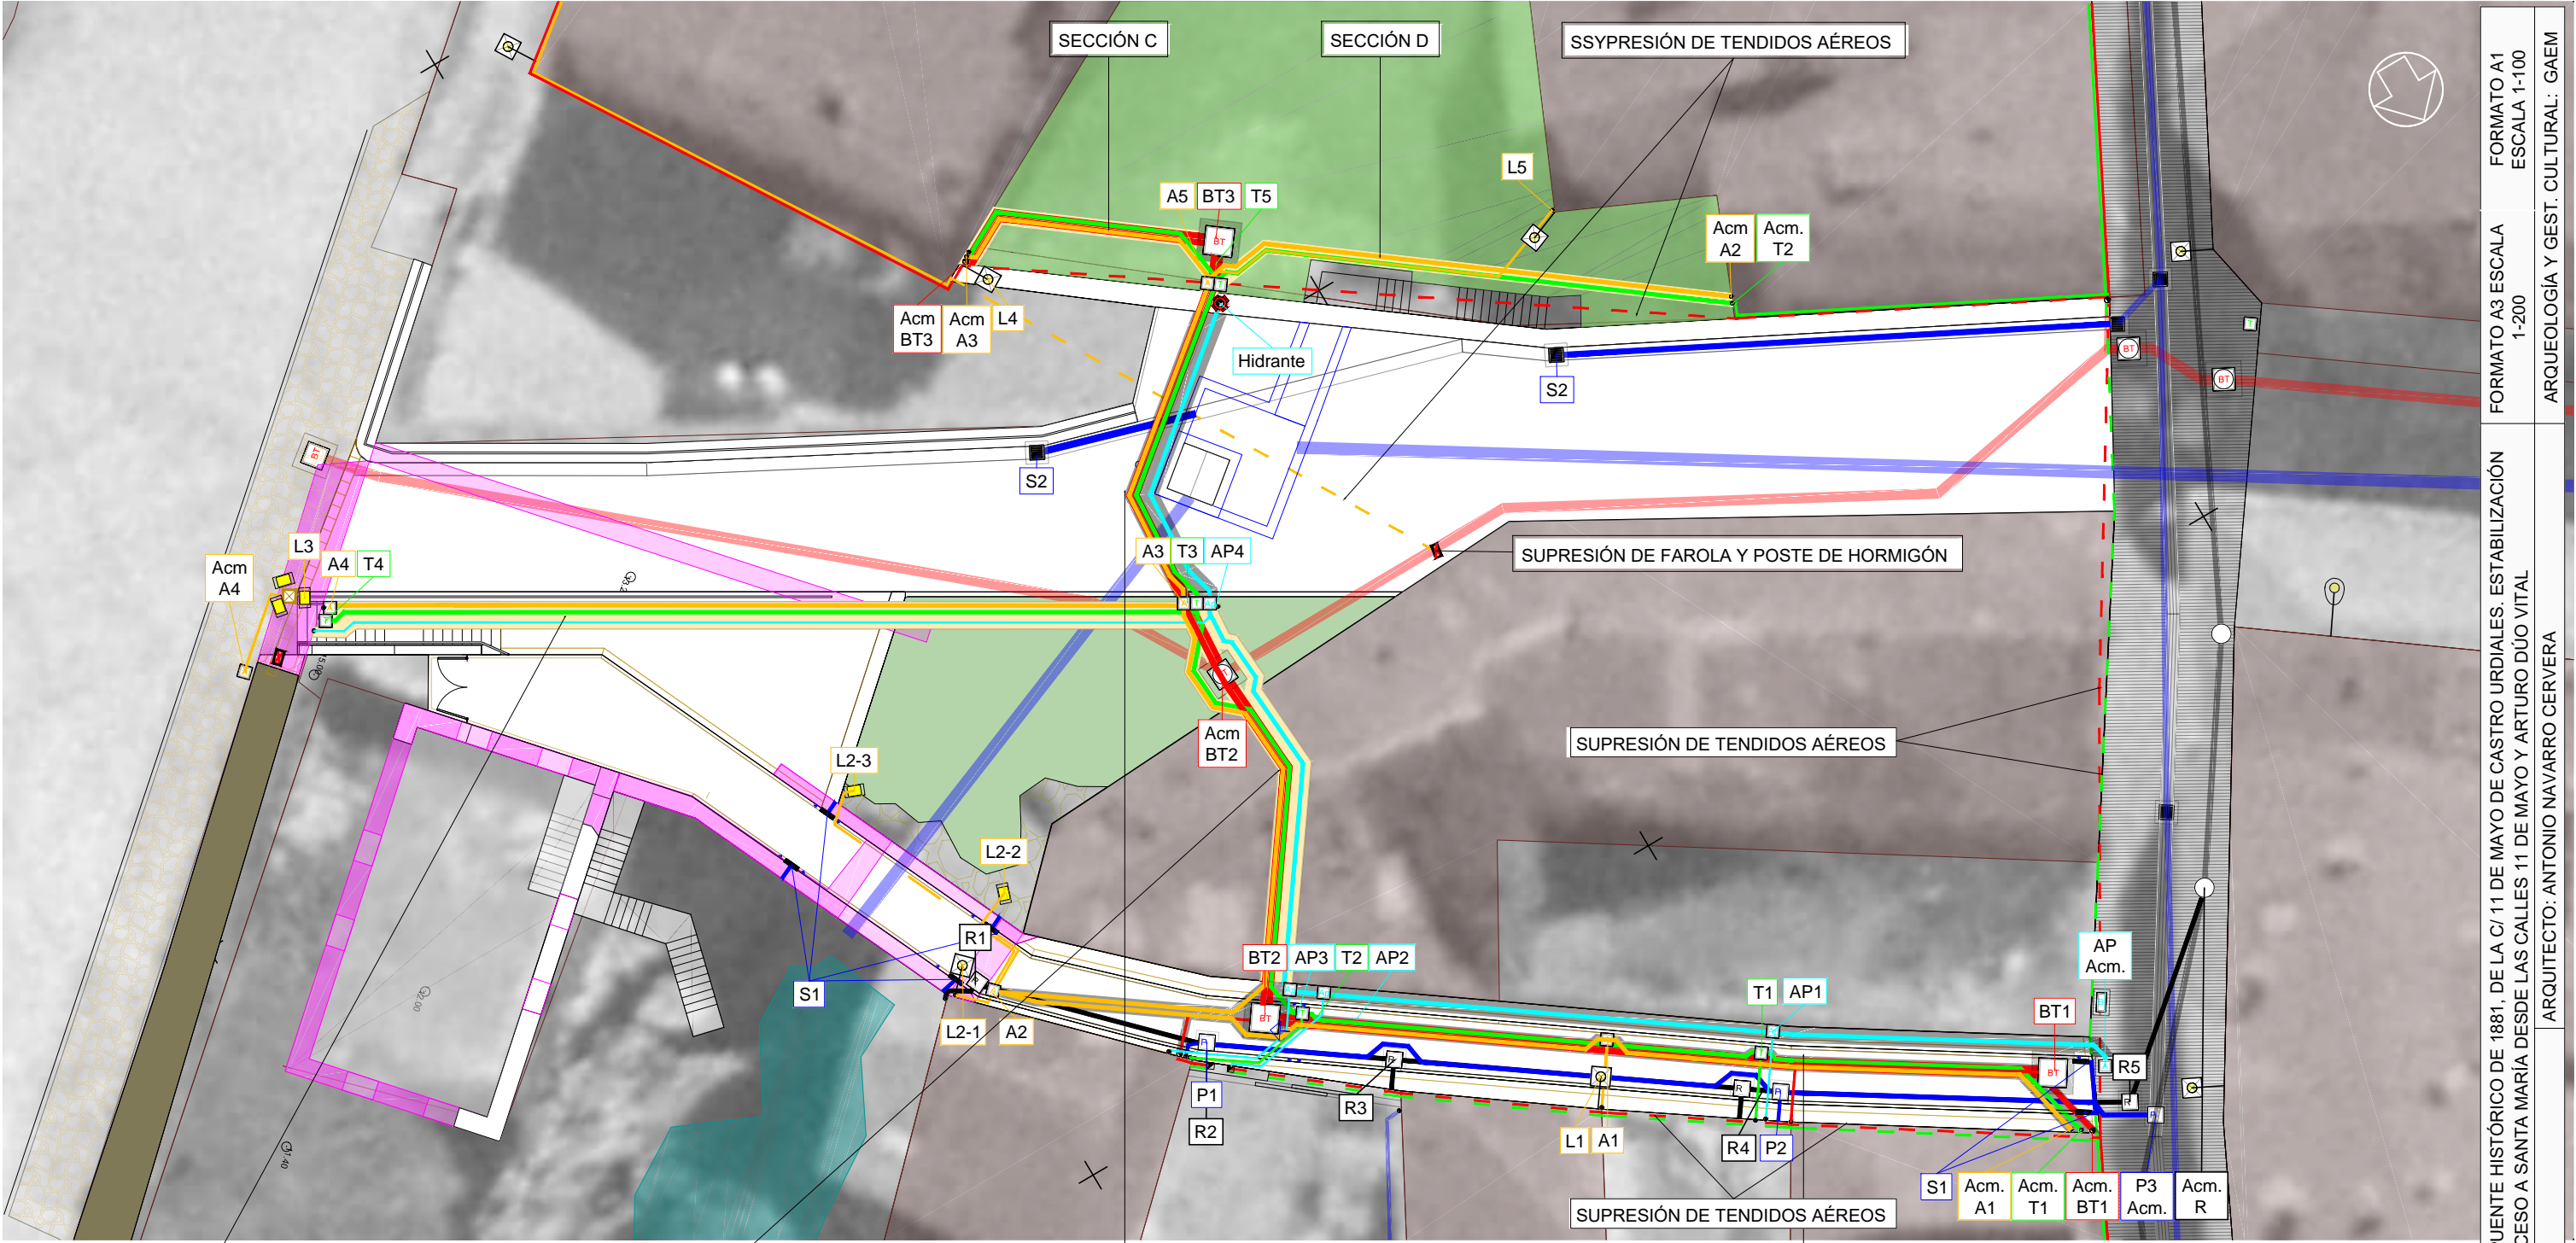 SECCIÓN C
SECCIÓN D
SSYPRESIÓN DE TENDIDOS AÉREOS
L5
A5
BT3
T5
BT
Acm
A2
Acm.
T2
Acm
BT3
Acm
A3
L4
A
T
Hidrante
S2
BT
BT
T
BT
S2
L3
A4
T4
Acm
A4
A3
T3
AP4
SUPRESIÓN DE FAROLA Y POSTE DE HORMIGÓN
Acm
BT2
SUPRESIÓN DE TENDIDOS AÉREOS
L2-3
L2-2
R1
S1
L2-1
A2
BT2
AP3
T2
AP2
BT
T1
AP1
AP
Acm.
BT1
BT
R5
P1
R2
R3
L1
A1
R4
P2
SUPRESIÓN DE TENDIDOS AÉREOS
S1
Acm.
A1
Acm.
T1
Acm.
BT1
P3
Acm.
Acm.
R
FORMATO A1
ESCALA 1-100
FORMATO A3 ESCALA
1-200
ARQUEOLOGÍA Y GEST. CULTURAL: GAEM
UENTE HISTÓRICO DE 1881, DE LA C/ 11 DE MAYO DE CASTRO URDIALES. ESTABILIZACIÓN
CESO A SANTA MARÍA DESDE LAS CALLES 11 DE MAYO Y ARTURO DÚO VITAL
ARQUITECTO: ANTONIO NAVARRO CERVERA